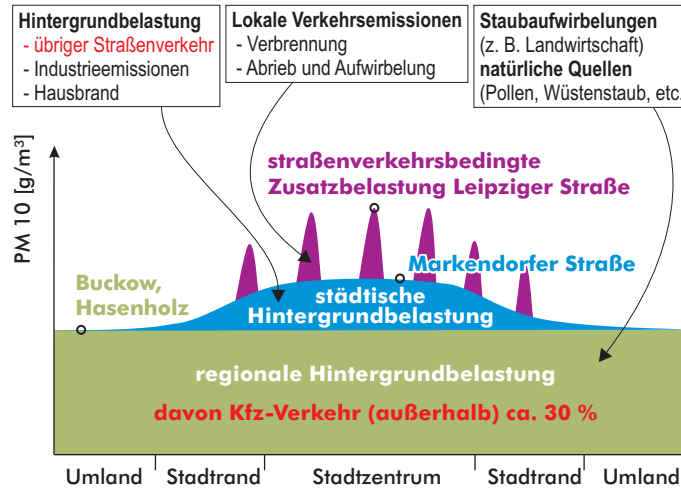 Hintergrundbelastung
- übriger Straßenverkehr
- Industrieemissionen
- Hausbrand
Lokale Verkehrsemissionen
- Verbrennung
- Abrieb und Aufwirbelung
Staubaufwirbelungen
(z. B. Landwirtschaft)
natürliche Quellen
(Pollen, Wüstenstaub, etc.
PM 10 [g/m³]
straßenverkehrsbedingte
Zusatzbelastung Leipziger Straße
Markendorfer Straße
Buckow,
Hasenholz
städtische
Hintergrundbelastung
regionale Hintergrundbelastung
davon Kfz-Verkehr (außerhalb) ca. 30 %
Umland
Stadtrand
Stadtzentrum
Stadtrand
Umland